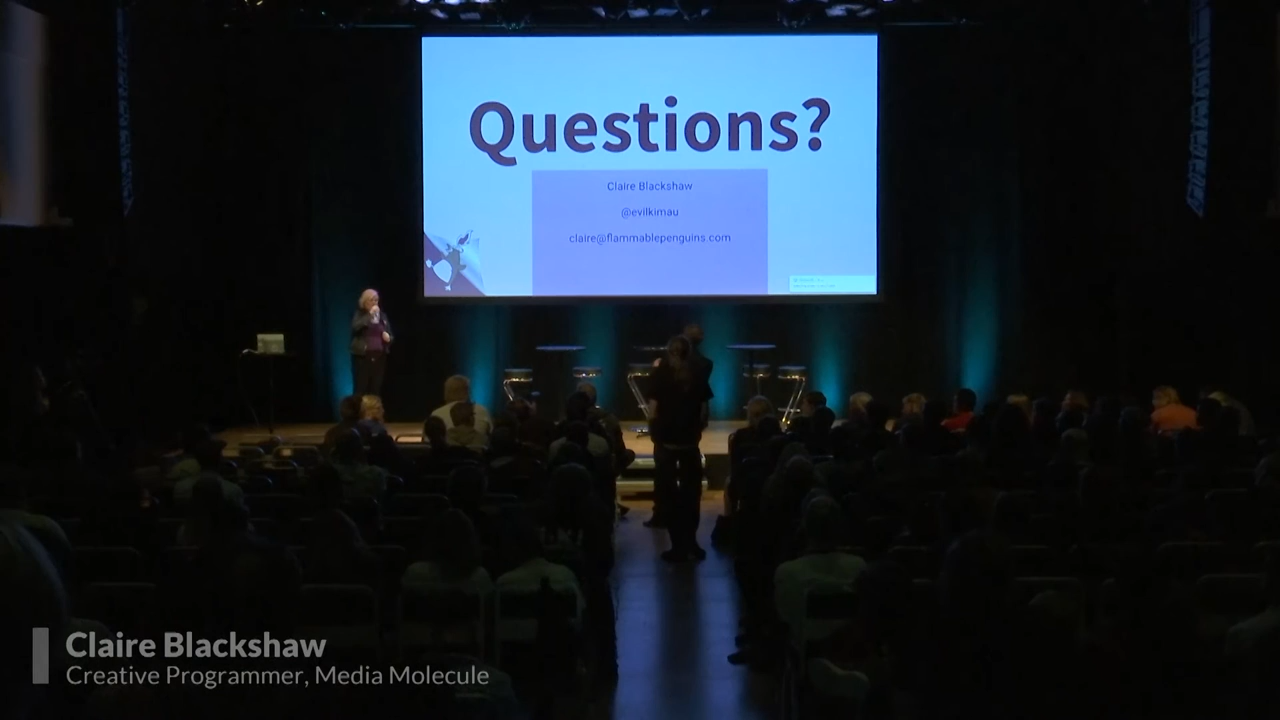 Questions?
Claire Blackshaw
@evilkimau
claire@flammablepenguins.com
Claire Blackshaw
Creative Programmer, Media Molecule